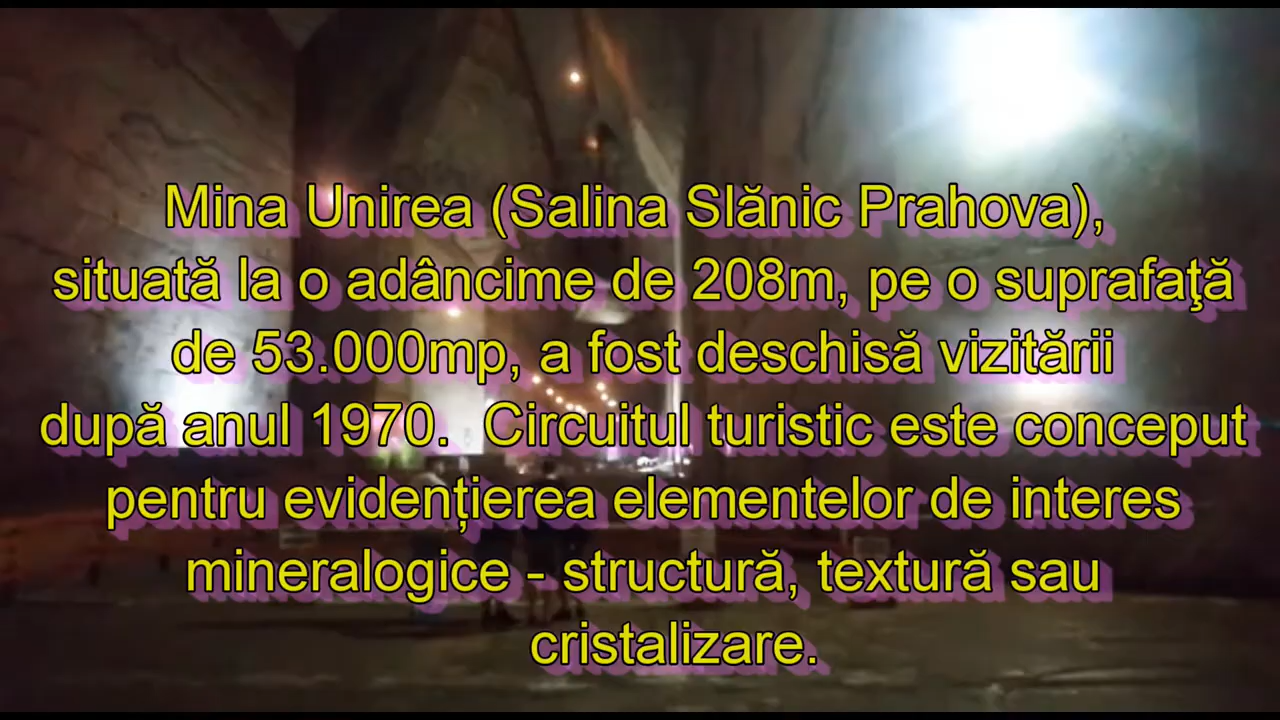 Mina Unirea (Salina Slănic Prahova),
situată la o adâncime de 208m, pe o suprafaţă
de 53.000mp, a fost deschisă vizitării
după anul 1970.  Circuitul turistic este conceput
pentru evidențierea elementelor de interes
mineralogice - structură, textură sau
cristalizare.